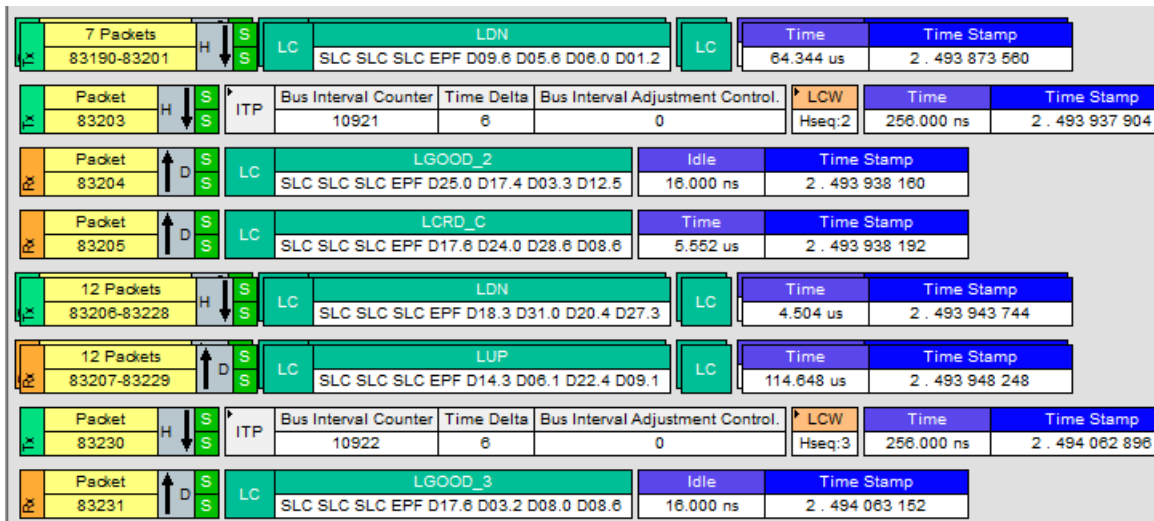 7 Packets H S LDN Time Time Stamp
Tx 83190-83201 S LC SLC SLC SLC EPF D09.6 D05.6 D06.0 D01.2 LC 64.344 us 2 . 493 873 560
Packet H S ITP Bus Interval Counter Time Delta Bus Interval Adjustment Control. LCW Time Time Stamp
Tx 83203 S 10921 6 0 Hseq:2 256.000 ns 2 . 493 937 904
Packet D S LC LGOOD_2 Idle Time Stamp
Rx 83204 S SLC SLC SLC EPF D25.0 D17.4 D03.3 D12.5 16.000 ns 2 . 493 938 160
Packet D S LC LCRD_C Time Time Stamp
Rx 83205 S SLC SLC SLC EPF D17.6 D24.0 D28.6 D08.6 5.552 us 2 . 493 938 192
12 Packets H S LDN Time Time Stamp
Tx 83206-83228 S LC SLC SLC SLC EPF D18.3 D31.0 D20.4 D27.3 LC 4.504 us 2 . 493 943 744
12 Packets D S LUP Time Time Stamp
Rx 83207-83229 S LC SLC SLC SLC EPF D14.3 D06.1 D22.4 D09.1 LC 114.648 us 2 . 493 948 248
Packet H S ITP Bus Interval Counter Time Delta Bus Interval Adjustment Control. LCW Time Time Stamp
Tx 83230 S 10922 6 0 Hseq:3 256.000 ns 2 . 494 062 896
Packet D S LC LGOOD_3 Idle Time Stamp
Rx 83231 S SLC SLC SLC EPF D17.6 D03.2 D08.0 D08.6 16.000 ns 2 . 494 063 152